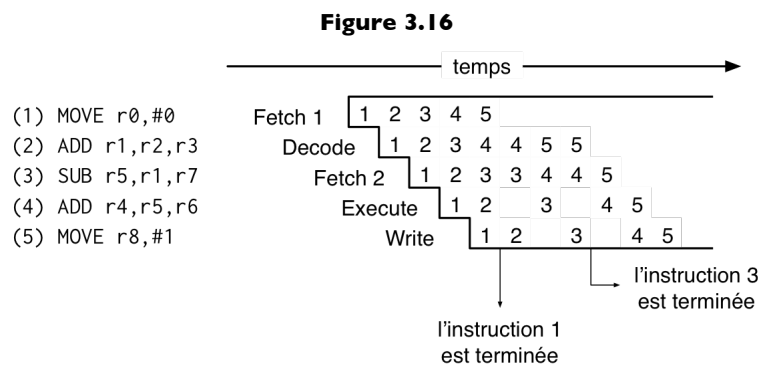 Figure 3.16
temps
(1) MOVE r0,#0
(2) ADD r1,r2,r3
(3) SUB r5,r1,r7
(4) ADD r4,r5,r6
(5) MOVE r8,#1
Fetch 1 1 2 3 4 5
Decode 1 2 3 4 4 5 5
Fetch 2 1 2 3 3 4 4 5
Execute 1 2 3 4 5
Write 1 2 3 4 5
l'instruction 3
est terminée
l'instruction 1
est terminée